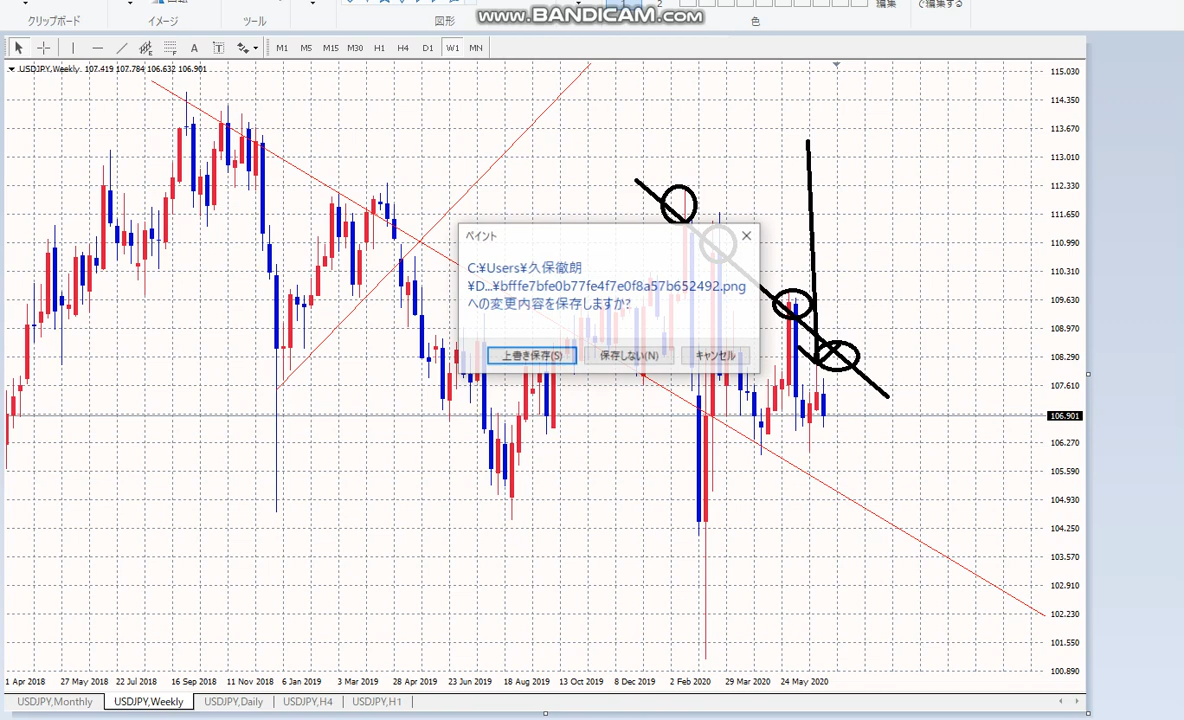 www.BANDICAM.com
1
2
編集
で編集する
クリップボード
イメージ
ツール
図形
色
A
T
M1
M5
M15
M30
H1
H4
D1
W1
MN
USDJPY,Weekly 107.419 107.784 106.632 106.901
115.030
114.350
113.670
113.010
112.330
111.650
110.990
110.310
109.630
108.970
108.290
107.610
106.901
106.270
105.590
104.930
104.250
103.570
102.910
102.230
101.550
100.890
ペイント
C:¥Users¥久保徹朗
¥D...¥bfffe7bfe0b77fe4f7e0f8a57b652492.png
への変更内容を保存しますか?
上書き保存(S)
保存しない(N)
キャンセル
1 Apr 2018
27 May 2018
22 Jul 2018
16 Sep 2018
11 Nov 2018
6 Jan 2019
3 Mar 2019
28 Apr 2019
23 Jun 2019
18 Aug 2019
13 Oct 2019
8 Dec 2019
2 Feb 2020
29 Mar 2020
24 May 2020
USDJPY,Monthly
USDJPY,Weekly
USDJPY,Daily
USDJPY,H4
USDJPY,H1